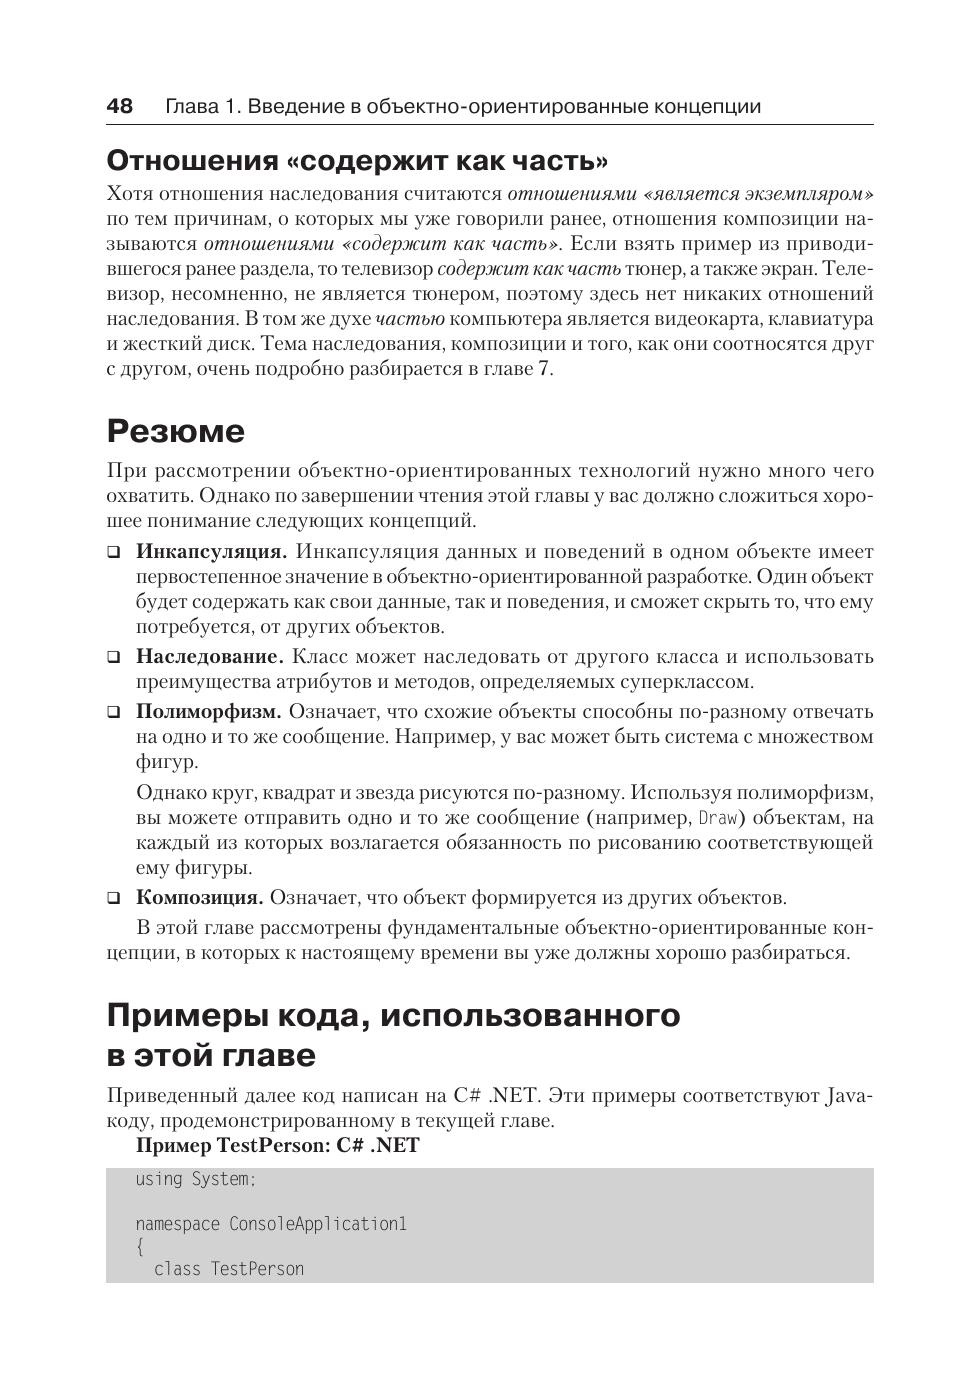 48 Глава 1. Введение в объектно-ориентированные концепции
Отношения «содержит как часть»
Хотя отношения наследования считаются отношениями «является экземпляром»
по тем причинам, о которых мы уже говорили ранее, отношения композиции на-
зываются отношениями «содержит как часть». Если взять пример из приводи-
вшегося ранее раздела, то телевизор содержит как часть тюнер, а также экран. Теле-
визор, несомненно, не является тюнером, поэтому здесь нет никаких отношений
наследования. В том же духе частью компьютера является видеокарта, клавиатура
и жесткий диск. Тема наследования, композиции и того, как они соотносятся друг
с другом, очень подробно разбирается в главе 7.
Резюме
При рассмотрении объектно-ориентированных технологий нужно много чего
охватить. Однако по завершении чтения этой главы у вас должно сложиться хоро-
шее понимание следующих концепций.
❑ Инкапсуляция. Инкапсуляция данных и поведений в одном объекте имеет
первостепенное значение в объектно-ориентированной разработке. Один объект
будет содержать как свои данные, так и поведения, и сможет скрыть то, что ему
потребуется, от других объектов.
❑ Наследование. Класс может наследовать от другого класса и использовать
преимущества атрибутов и методов, определяемых суперклассом.
❑ Полиморфизм. Означает, что схожие объекты способны по-разному отвечать
на одно и то же сообщение. Например, у вас может быть система с множеством
фигур.
Однако круг, квадрат и звезда рисуются по-разному. Используя полиморфизм,
вы можете отправить одно и то же сообщение (например, Draw) объектам, на
каждый из которых возлагается обязанность по рисованию соответствующей
ему фигуры.
❑ Композиция. Означает, что объект формируется из других объектов.
В этой главе рассмотрены фундаментальные объектно-ориентированные кон-
цепции, в которых к настоящему времени вы уже должны хорошо разбираться.
Примеры кода, использованного
в этой главе
Приведенный далее код написан на C# .NET. Эти примеры соответствуют Java-
коду, продемонстрированному в текущей главе.
Пример TestPerson: C# .NET
using System;
namespace ConsoleApplication1
{
class TestPerson